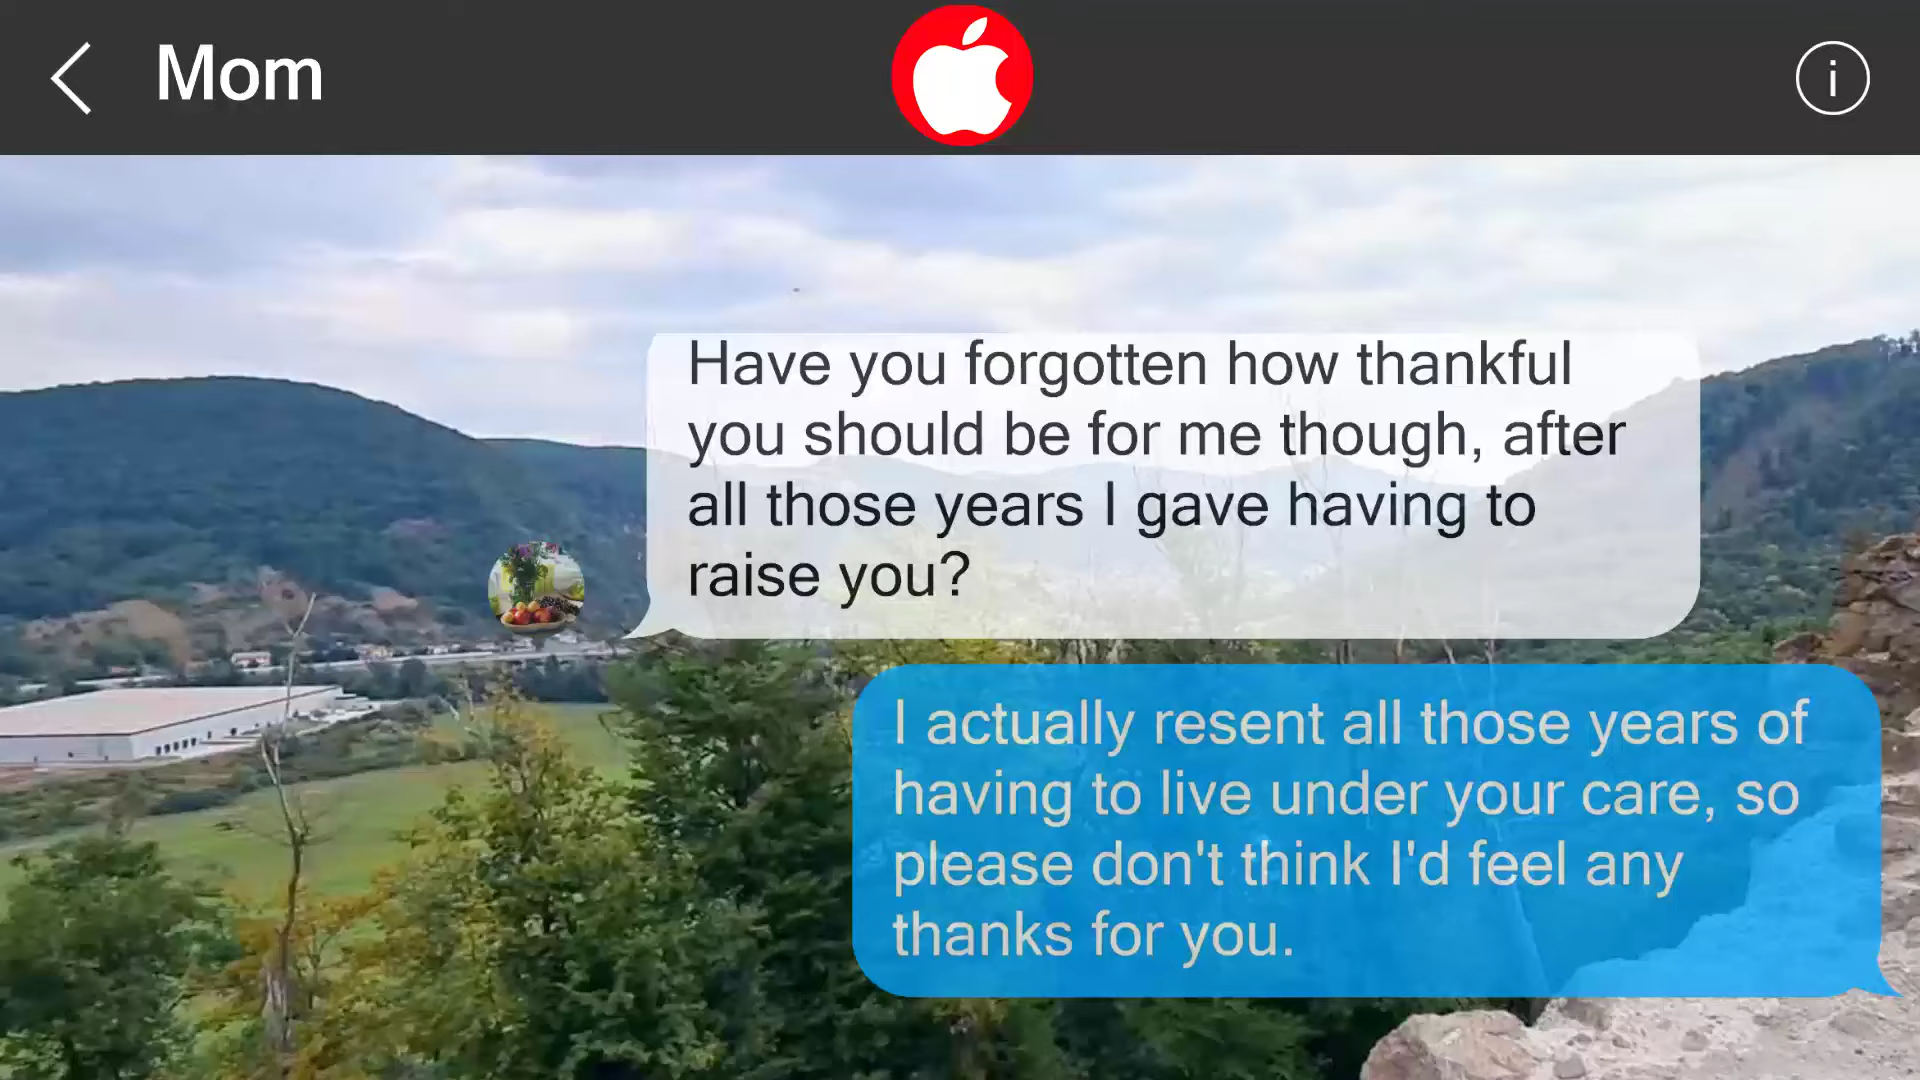 Mom
Have you forgotten how thankful
you should be for me though, after
all those years I gave having to
raise you?
I actually resent all those years of
having to live under your care, so
please don't think I'd feel any
thanks for you.